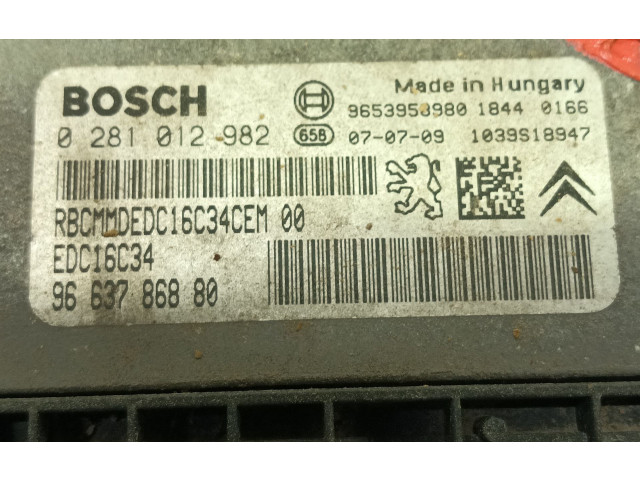 BOSCH
Made in Hungary
9653958980 1844 0166
0 281 012 982 65B 07-07-09 1039S18947
RBCMMDEDC16C34CEM 00
EDC16C34
96 637 868 80